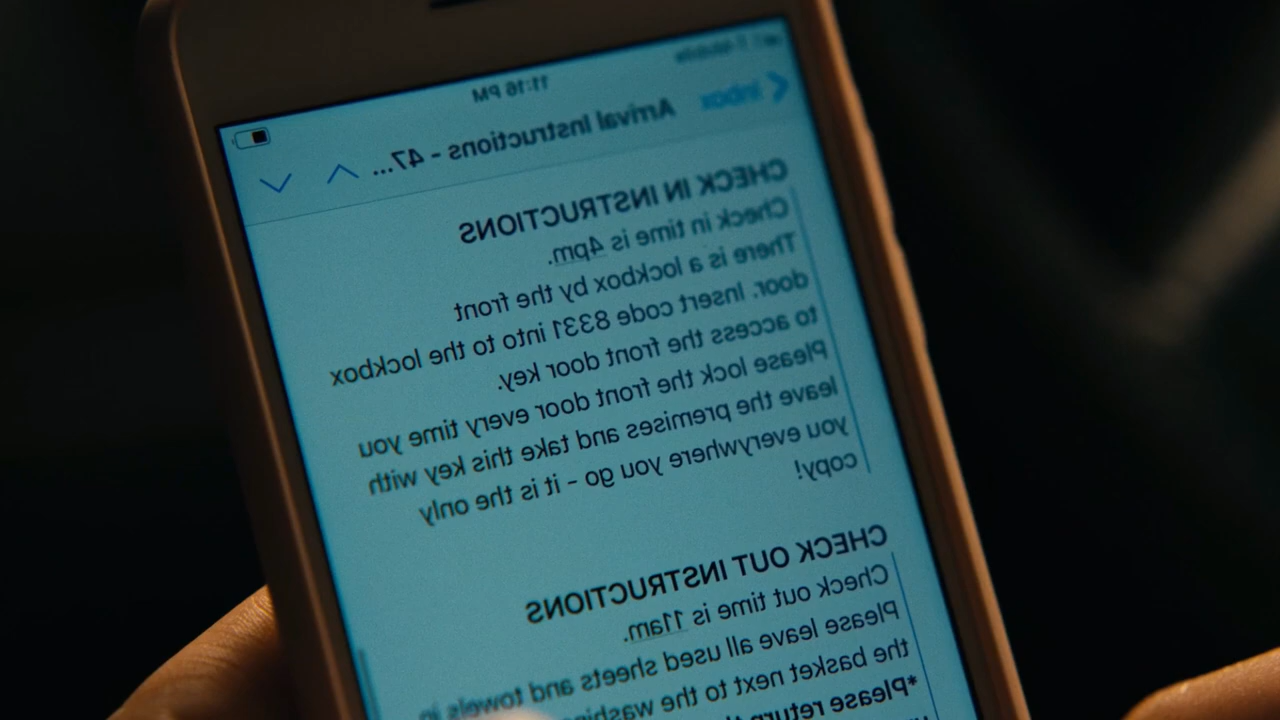 T-Mobile
11:16 PM
Inbox
Arrival Instructions - 47...
CHECK IN INSTRUCTIONS
Check in time is 4pm.
There is a lockbox by the front
door. Insert code 8331 into to the lockbox
to access the front door key.
Please lock the front door every time you
leave the premises and take this key with
you everywhere you go - it is the only
copy!
CHECK OUT INSTRUCTIONS
Check out time is 11am.
Please leave all used sheets and towels in
the basket next to the
*Please return